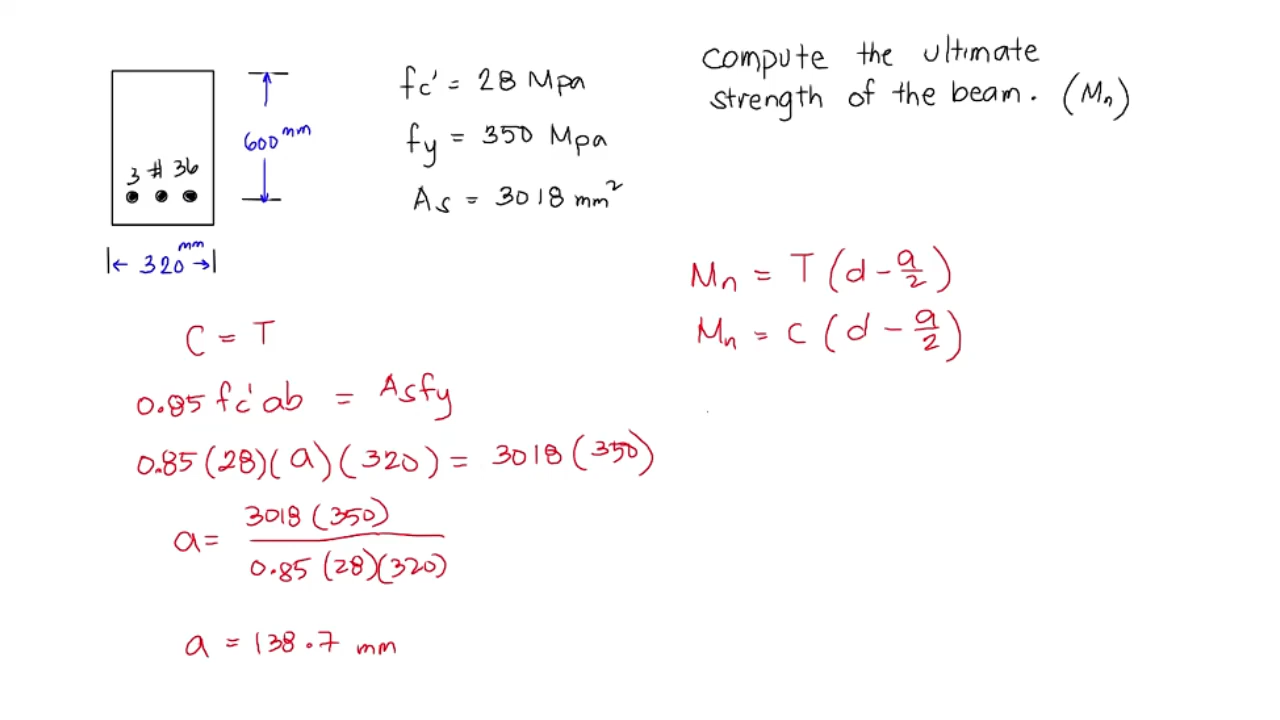 compute the ultimate
strength of the beam. (Mn)
fc' = 28 Mpa
fy = 350 Mpa
As = 3018 mm²
600 mm
3 # 36
320 mm
C = T
0.85 fc' ab = As fy
0.85 (28)(a)(320) = 3018 (350)
a = 3018 (350) / 0.85 (28)(320)
a = 138.7 mm
Mn = T (d - a/2)
Mn = C (d - a/2)